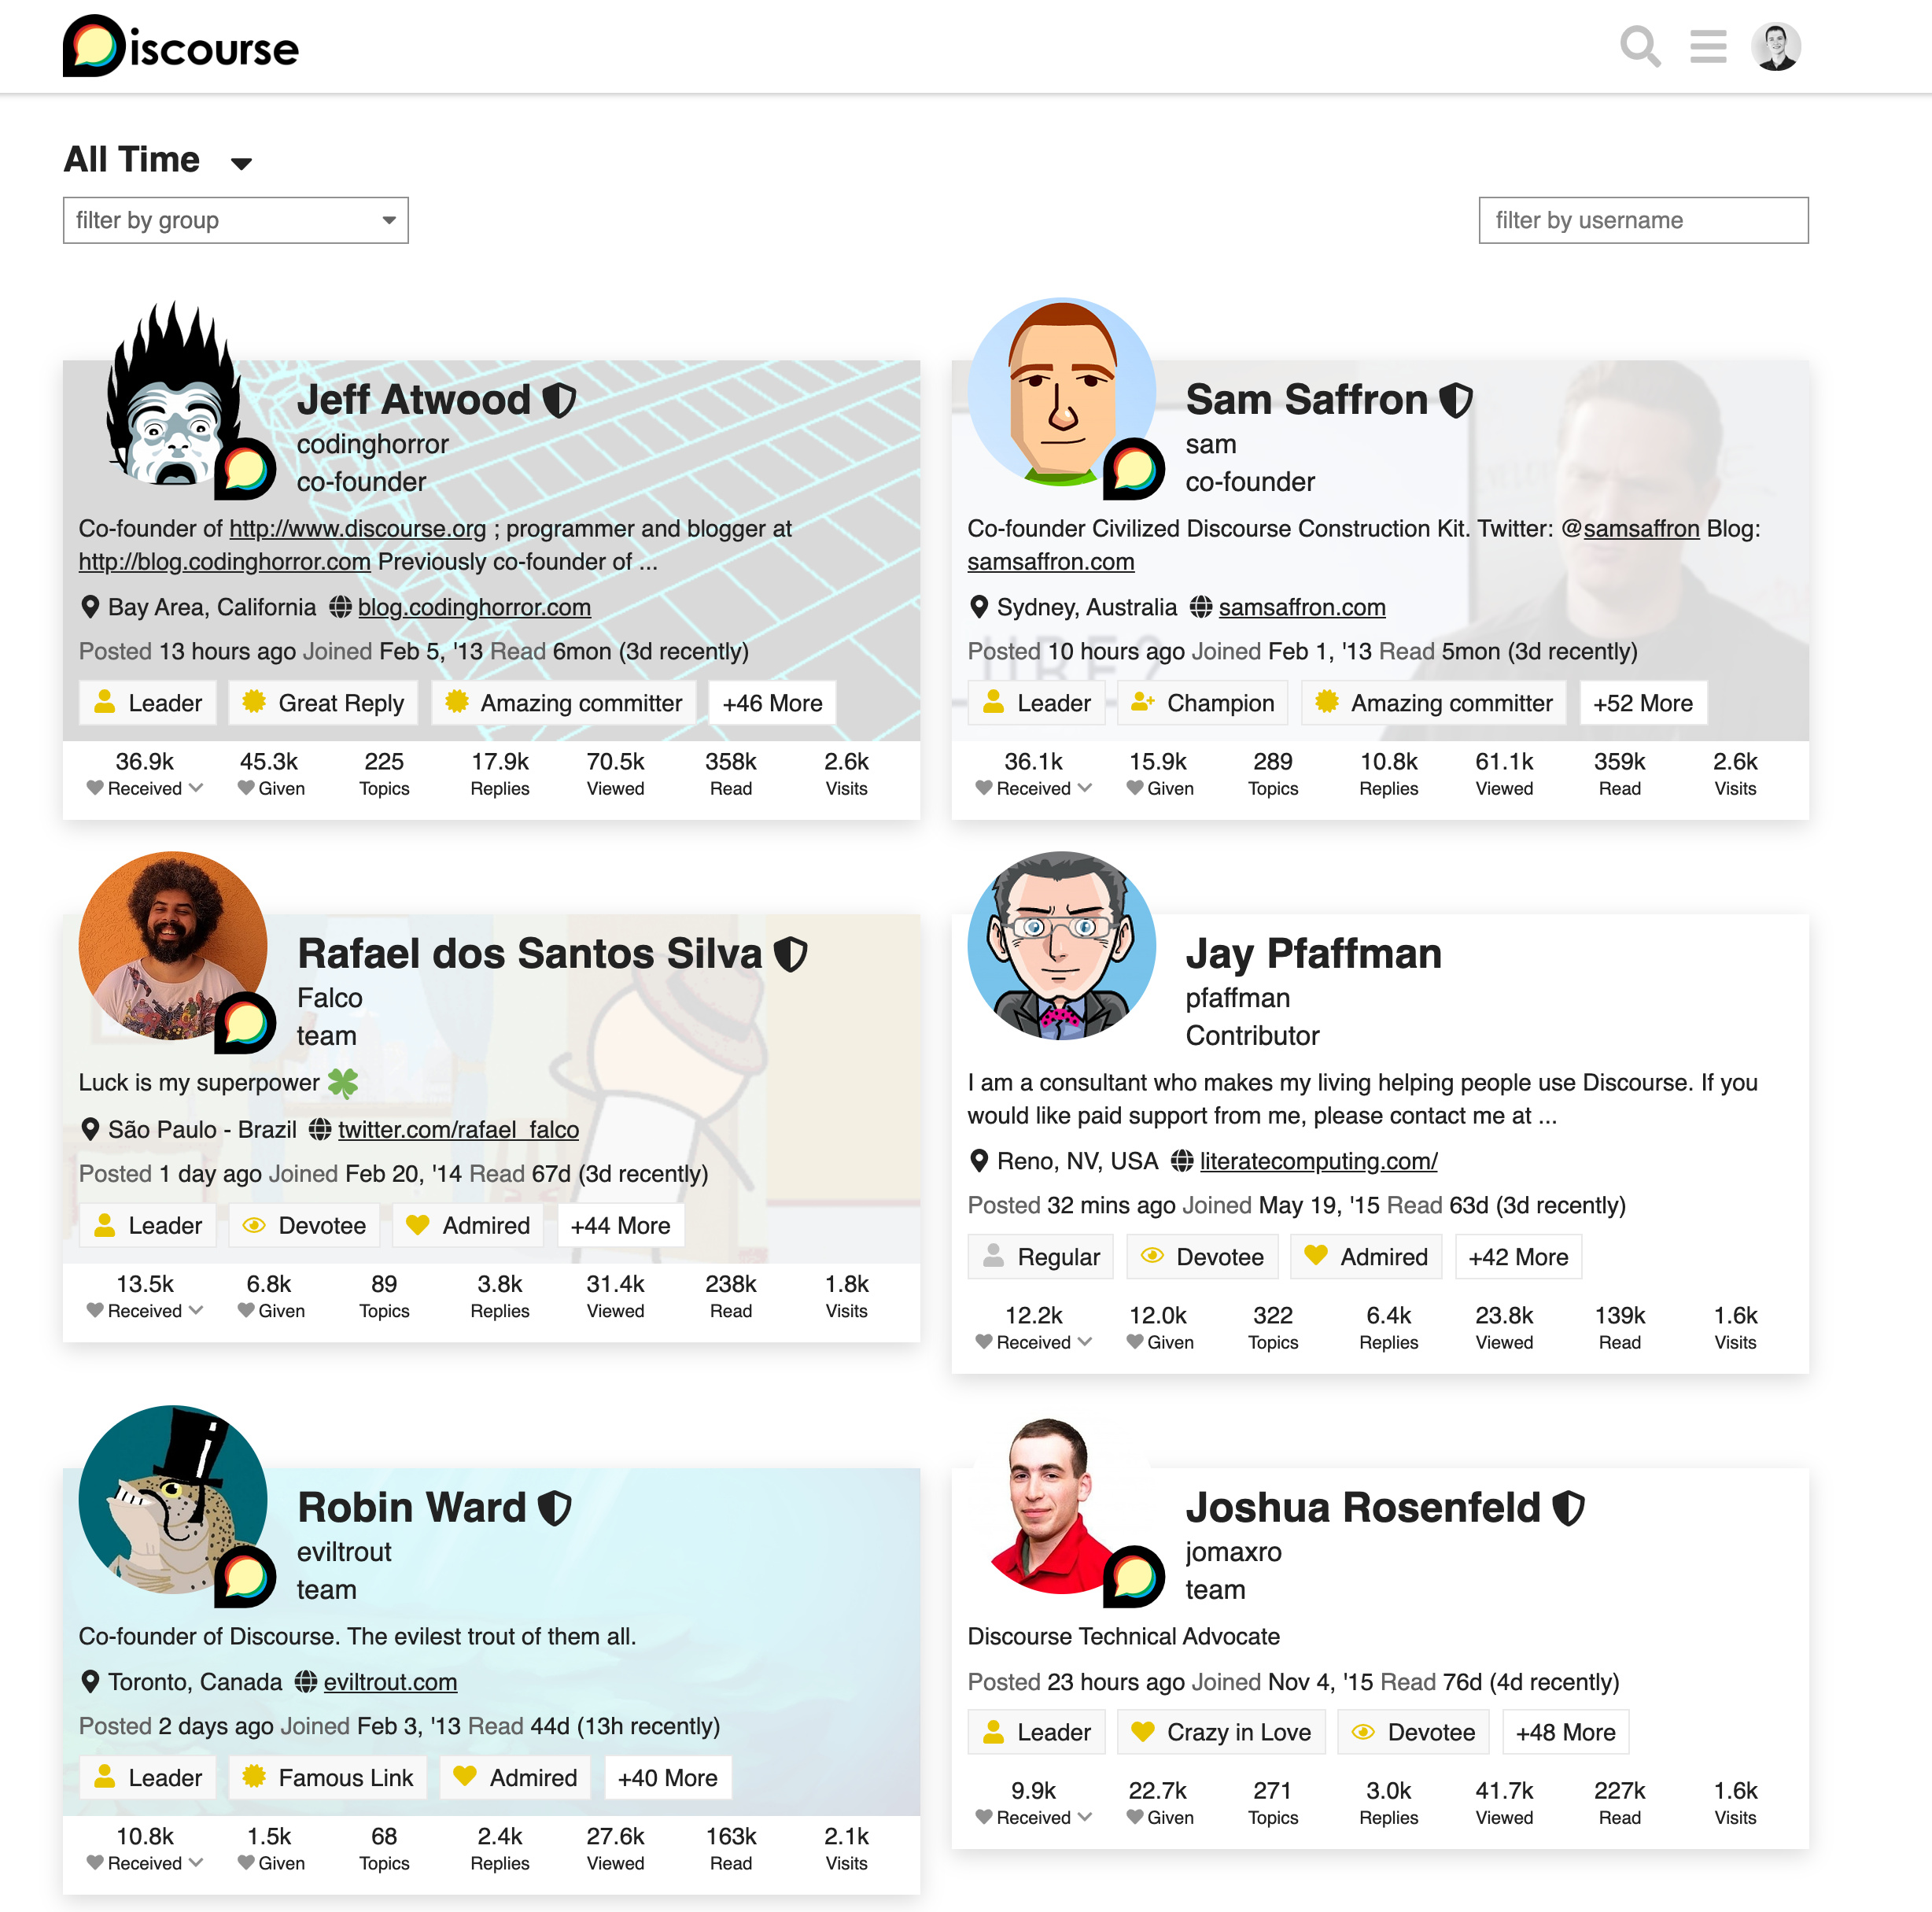 Discourse
All Time
filter by group
filter by username
Jeff Atwood
codinghorror
co-founder
Co-founder of http://www.discourse.org ; programmer and blogger at
http://blog.codinghorror.com Previously co-founder of ...
Bay Area, California blog.codinghorror.com
Posted 13 hours ago Joined Feb 5, '13 Read 6mon (3d recently)
Leader Great Reply Amazing committer +46 More
36.9k 45.3k 225 17.9k 70.5k 358k 2.6k
Received Given Topics Replies Viewed Read Visits
Sam Saffron
sam
co-founder
Co-founder Civilized Discourse Construction Kit. Twitter: @samsaffron Blog:
samsaffron.com
Sydney, Australia samsaffron.com
Posted 10 hours ago Joined Feb 1, '13 Read 5mon (3d recently)
Leader Champion Amazing committer +52 More
36.1k 15.9k 289 10.8k 61.1k 359k 2.6k
Received Given Topics Replies Viewed Read Visits
Rafael dos Santos Silva
Falco
team
Luck is my superpower 🍀
São Paulo - Brazil twitter.com/rafael_falco
Posted 1 day ago Joined Feb 20, '14 Read 67d (3d recently)
Leader Devotee Admired +44 More
13.5k 6.8k 89 3.8k 31.4k 238k 1.8k
Received Given Topics Replies Viewed Read Visits
Jay Pfaffman
pfaffman
Contributor
I am a consultant who makes my living helping people use Discourse. If you
would like paid support from me, please contact me at ...
Reno, NV, USA literatecomputing.com/
Posted 32 mins ago Joined May 19, '15 Read 63d (3d recently)
Regular Devotee Admired +42 More
12.2k 12.0k 322 6.4k 23.8k 139k 1.6k
Received Given Topics Replies Viewed Read Visits
Robin Ward
eviltrout
team
Co-founder of Discourse. The evilest trout of them all.
Toronto, Canada eviltrout.com
Posted 2 days ago Joined Feb 3, '13 Read 44d (13h recently)
Leader Famous Link Admired +40 More
10.8k 1.5k 68 2.4k 27.6k 163k 2.1k
Received Given Topics Replies Viewed Read Visits
Joshua Rosenfeld
jomaxro
team
Discourse Technical Advocate
Posted 23 hours ago Joined Nov 4, '15 Read 76d (4d recently)
Leader Crazy in Love Devotee +48 More
9.9k 22.7k 271 3.0k 41.7k 227k 1.6k
Received Given Topics Replies Viewed Read Visits